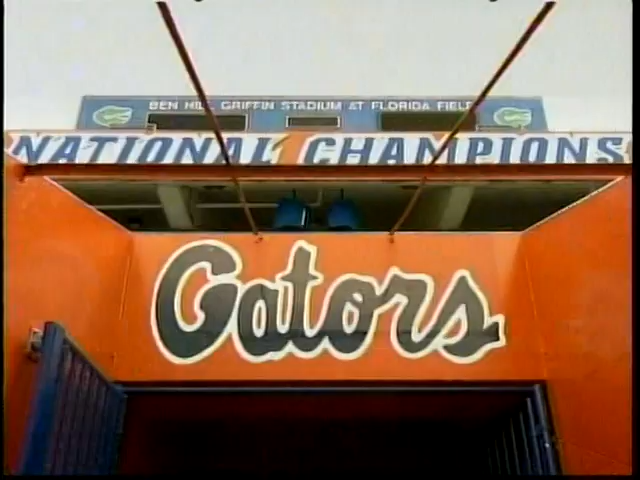 BEN HILL GRIFFIN STADIUM AT FLORIDA FIELD
NATIONAL CHAMPIONS
Gators